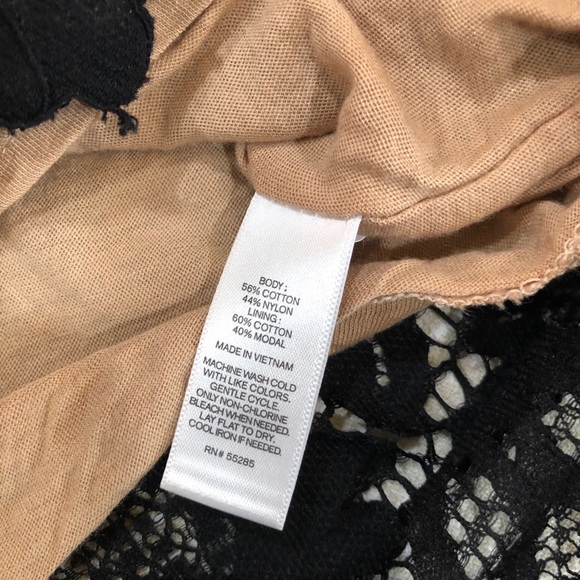 BODY :
56% COTTON
44% NYLON
LINING :
60% COTTON
40% MODAL
MADE IN VIETNAM
MACHINE WASH COLD
WITH LIKE COLORS.
GENTLE CYCLE.
ONLY NON-CHLORINE
BLEACH WHEN NEEDED.
LAY FLAT TO DRY.
COOL IRON IF NEEDED.
RN# 55285